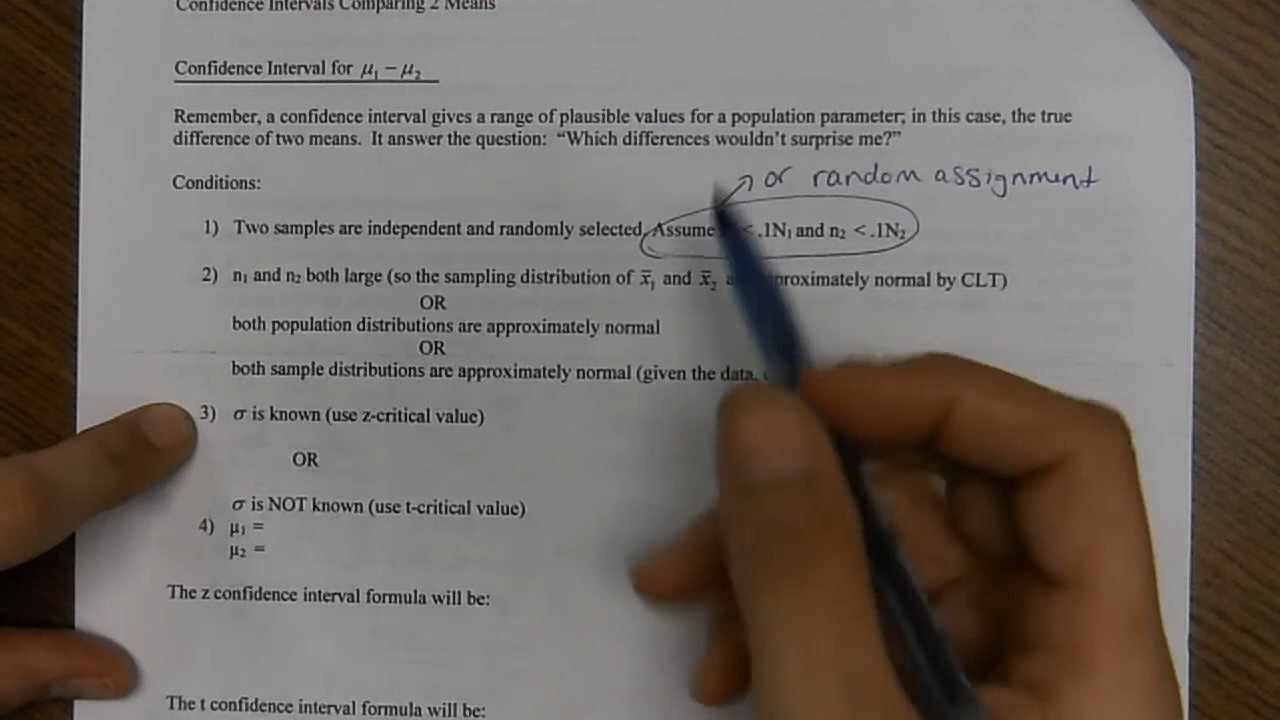 Confidence Intervals Comparing 2 Means
Confidence Interval for μ₁ − μ₂
Remember, a confidence interval gives a range of plausible values for a population parameter; in this case, the true
difference of two means. It answer the question: “Which differences wouldn’t surprise me?”
or random assignment
Conditions:
1) Two samples are independent and randomly selected. Assume < .1N₁ and n₂ < .1N₂
2) n₁ and n₂ both large (so the sampling distribution of x̄₁ and x̄₂ approximately normal by CLT)
OR
both population distributions are approximately normal
OR
both sample distributions are approximately normal (given the data,
3) σ is known (use z-critical value)
OR
σ is NOT known (use t-critical value)
4) μ₁ =
μ₂ =
The z confidence interval formula will be:
The t confidence interval formula will be: